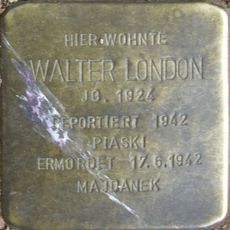 HIER WOHNTE
WALTER LONDON
JG. 1924
DEPORTIERT 1942
PIASKI
ERMORDET 17.6.1942
MAJDANEK